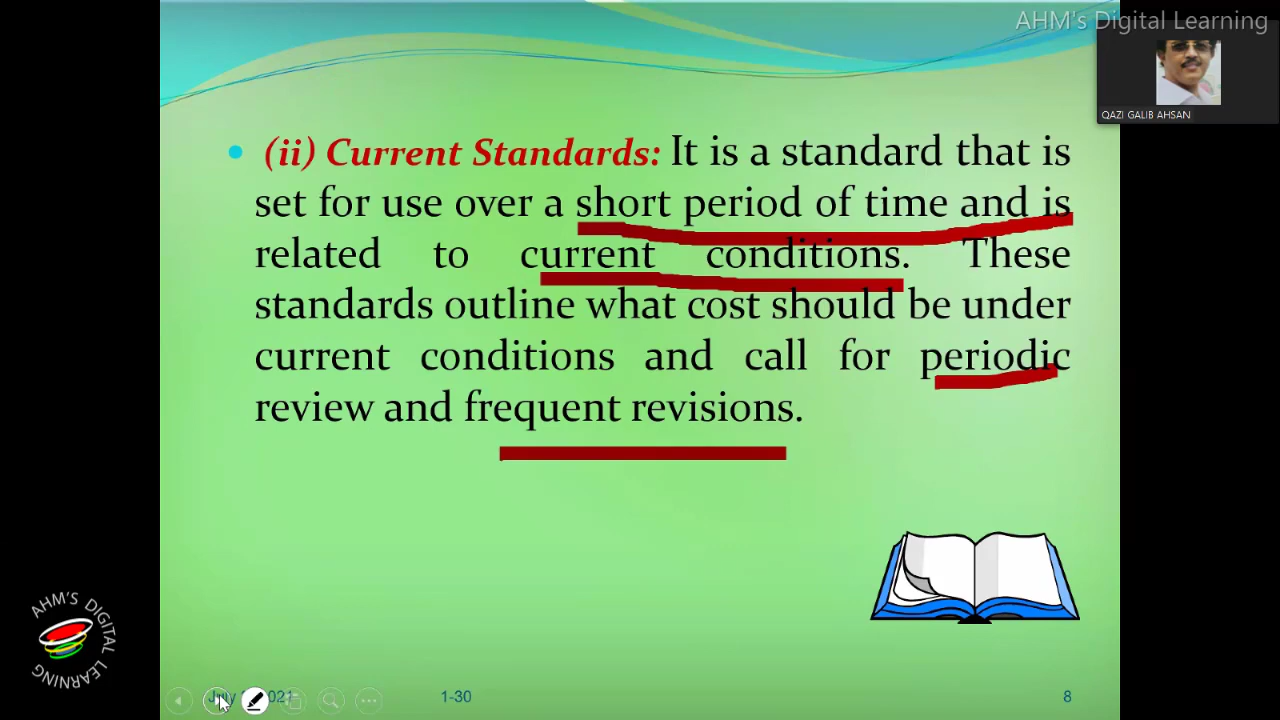 AHM's Digital Learning
QAZI GALIB AHSAN
(ii) Current Standards: It is a standard that is
set for use over a short period of time and is
related to current conditions. These
standards outline what cost should be under
current conditions and call for periodic
review and frequent revisions.
AHM'S DIGITAL LEARNING
July 2021
1-30
8